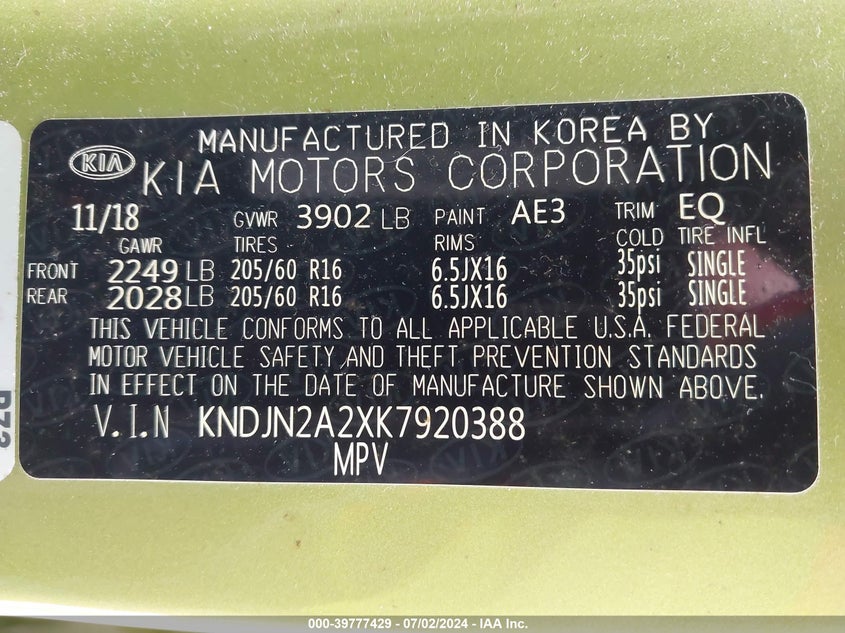 MANUFACTURED IN KOREA BY
KIA KIA MOTORS CORPORATION
11/18 GVWR 3902 LB PAINT AE3 TRIM EQ
GAWR TIRES RIMS COLD TIRE INFL
FRONT 2249 LB 205/60 R16 6.5JX16 35psi SINGLE
REAR 2028 LB 205/60 R16 6.5JX16 35psi SINGLE
THIS VEHICLE CONFORMS TO ALL APPLICABLE U.S.A. FEDERAL
MOTOR VEHICLE SAFETY AND THEFT PREVENTION STANDARDS
IN EFFECT ON THE DATE OF MANUFACTURE SHOWN ABOVE.
V.I.N KNDJN2A2XK7920388
MPV
000-39777429 - 07/02/2024 - IAA Inc.